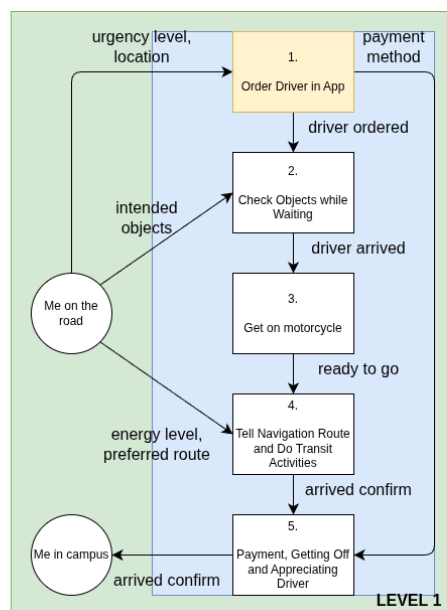 urgency level,
location
payment
method
1.
Order Driver in App
driver ordered
2.
Check Objects while
Waiting
intended
objects
driver arrived
3.
Get on motorcycle
Me on the
road
ready to go
4.
Tell Navigation Route
and Do Transit
Activities
energy level,
preferred route
arrived confirm
5.
Payment, Getting Off
and Appreciating
Driver
Me in campus
arrived confirm
LEVEL 1